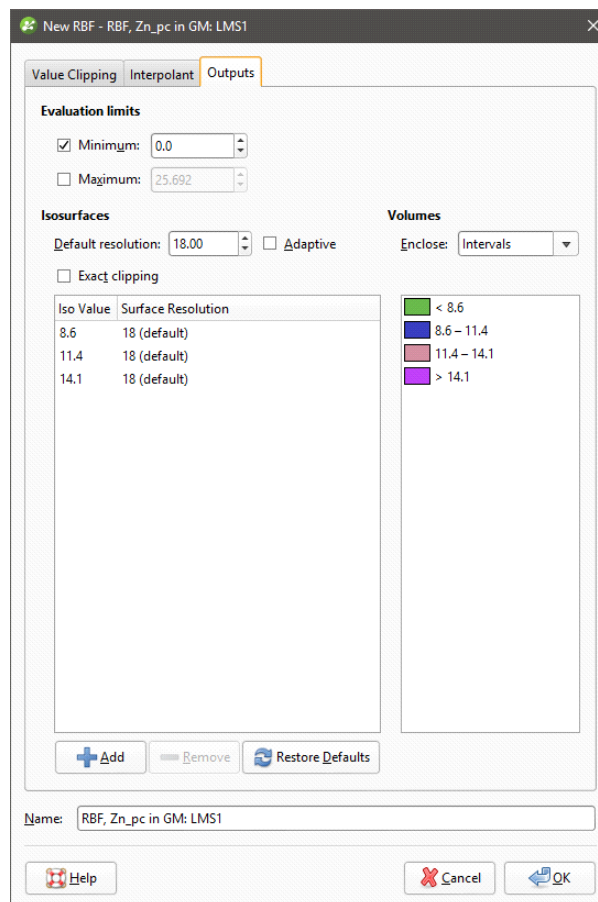 New RBF - RBF, Zn_pc in GM: LMS1
Value Clipping Interpolant Outputs
Evaluation limits
Minimum: 0.0
Maximum: 25.692
Isosurfaces
Volumes
Default resolution: 18.00 Adaptive
Enclose: Intervals
Exact clipping
Iso Value Surface Resolution
8.6 18 (default)
11.4 18 (default)
14.1 18 (default)
< 8.6
8.6 – 11.4
11.4 – 14.1
> 14.1
Add Remove Restore Defaults
Name: RBF, Zn_pc in GM: LMS1
Help Cancel OK